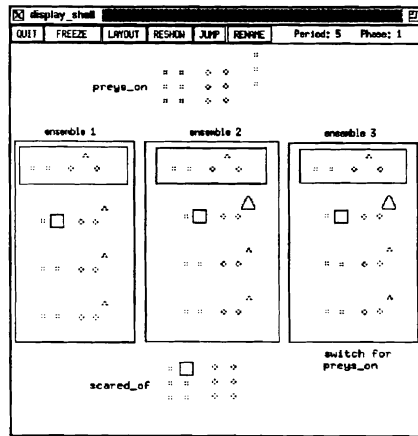 display_shell
QUIT FREEZE LAYOUT RESHOW JUMP RENAME Period: 5 Phase: 1
preys_on
ensemble 1 ensemble 2 ensemble 3
switch for
preys_on
scared_of